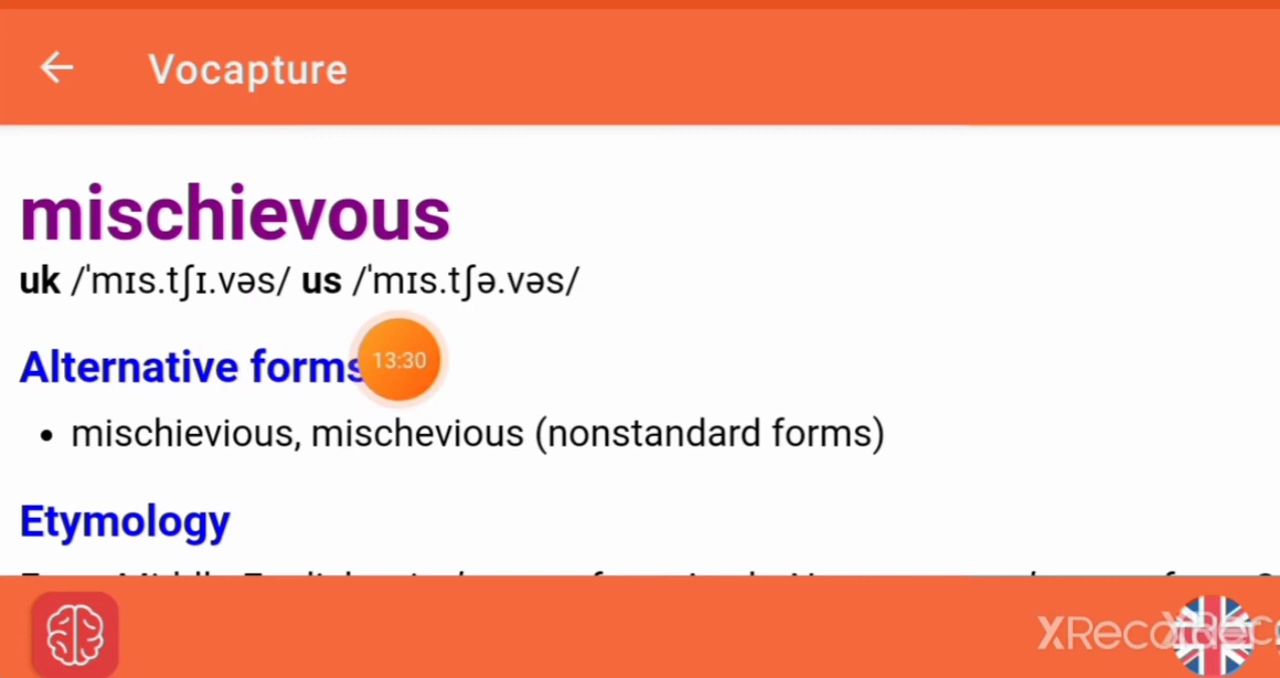 Vocapture
mischievous
uk /ˈmɪs.tʃɪ.vəs/ us /ˈmɪs.tʃə.vəs/
Alternative forms
13:30
• mischievious, mischevious (nonstandard forms)
Etymology
XRecorder